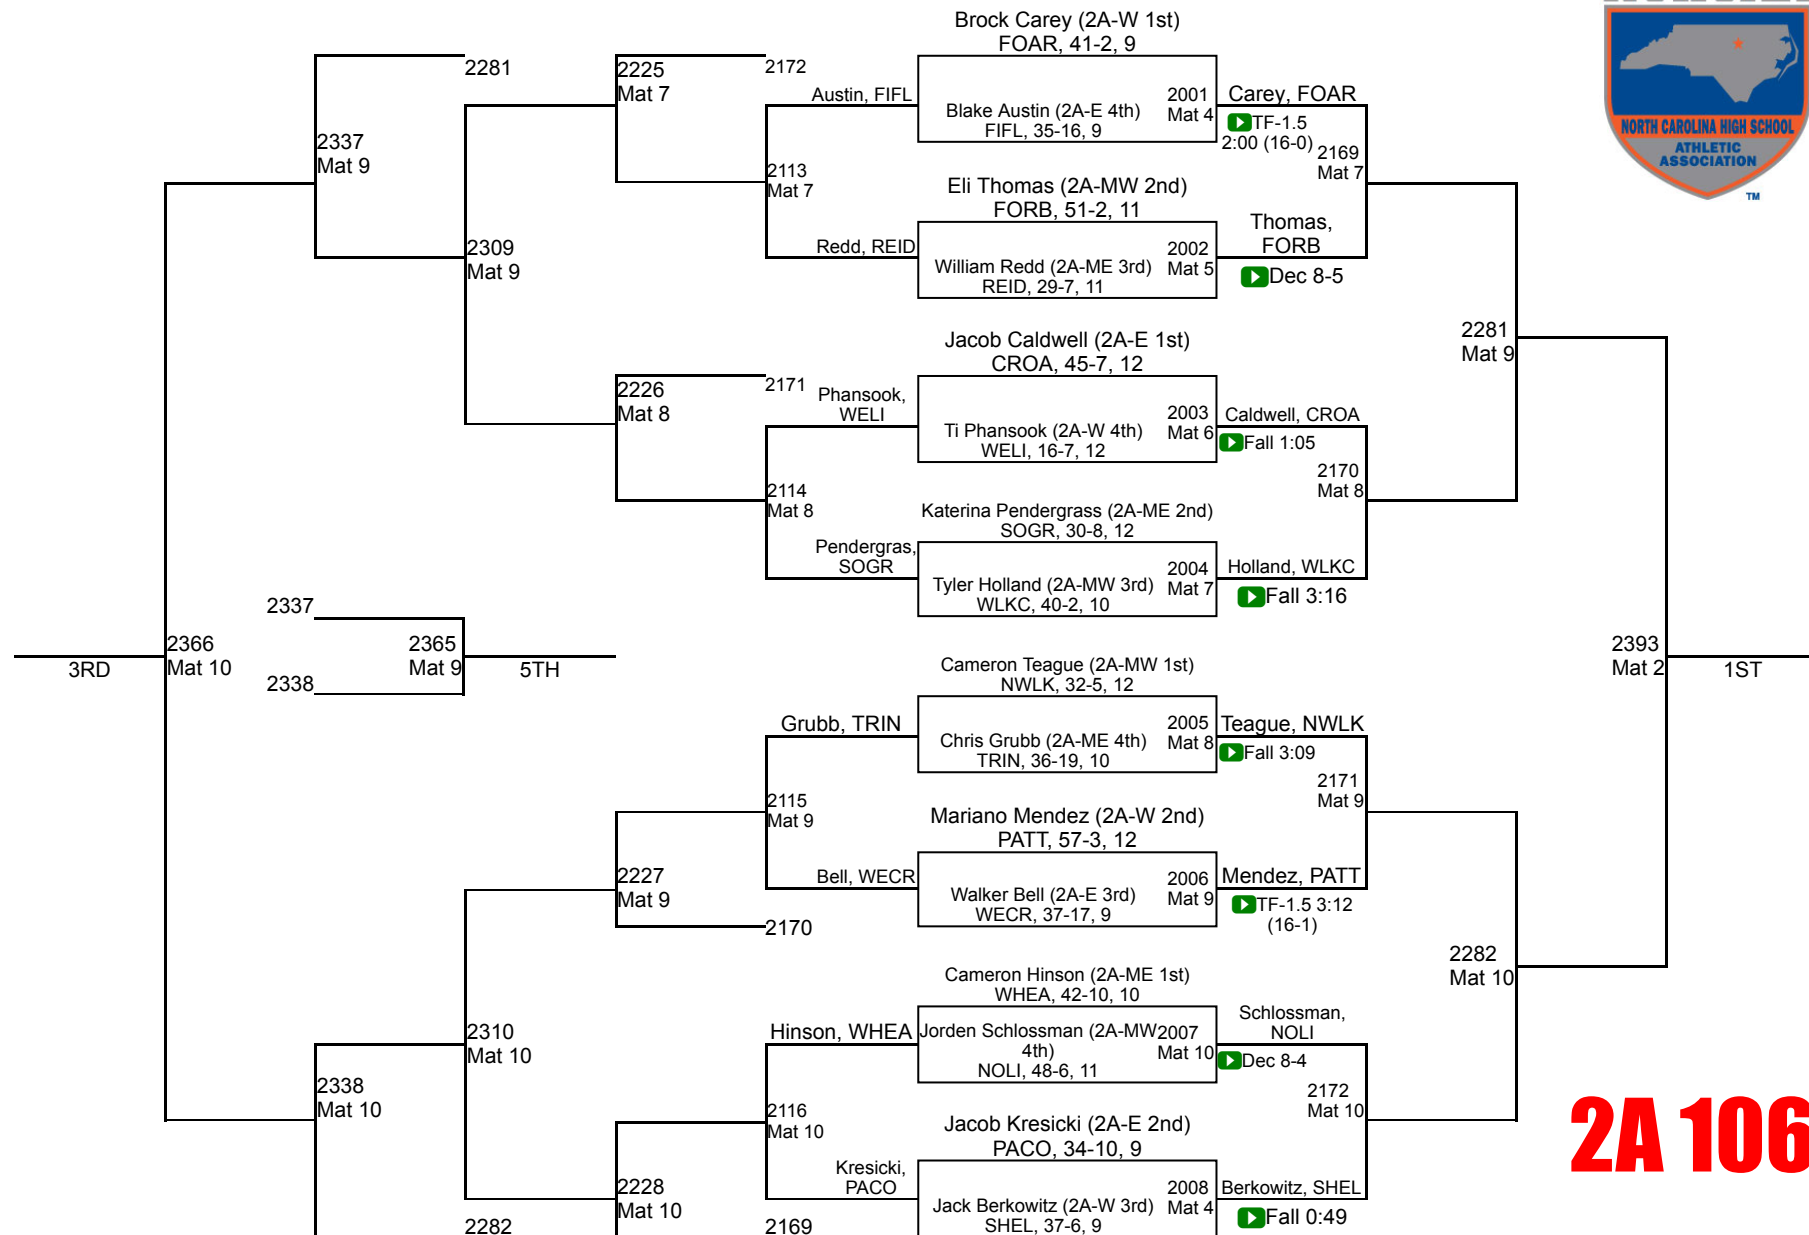 Brock Carey (2A-W 1st)
FOAR, 41-2, 9
2281
2225
Mat 7
2172
Austin, FIFL
Blake Austin (2A-E 4th)
FIFL, 35-16, 9
2001
Mat 4
Carey, FOAR
TF-1.5
2:00 (16-0)
2169
Mat 7
2337
Mat 9
2113
Mat 7
Eli Thomas (2A-MW 2nd)
FORB, 51-2, 11
Redd, REID
William Redd (2A-ME 3rd)
REID, 29-7, 11
2002
Mat 5
Thomas,
FORB
Dec 8-5
2309
Mat 9
Jacob Caldwell (2A-E 1st)
CROA, 45-7, 12
2281
Mat 9
2226
Mat 8
2171
Phansook,
WELI
Ti Phansook (2A-W 4th)
WELI, 16-7, 12
2003
Mat 6
Caldwell, CROA
Fall 1:05
2170
Mat 8
2114
Mat 8
Katerina Pendergrass (2A-ME 2nd)
SOGR, 30-8, 12
Pendergras,
SOGR
Tyler Holland (2A-MW 3rd)
WLKC, 40-2, 10
2004
Mat 7
Holland, WLKC
Fall 3:16
2337
2366
Mat 10
2365
Mat 9
3RD
5TH
2338
2393
Mat 2
1ST
Cameron Teague (2A-MW 1st)
NWLK, 32-5, 12
Grubb, TRIN
Chris Grubb (2A-ME 4th)
TRIN, 36-19, 10
2005
Mat 8
Teague, NWLK
Fall 3:09
2171
Mat 9
2115
Mat 9
Mariano Mendez (2A-W 2nd)
PATT, 57-3, 12
2227
Mat 9
Bell, WECR
Walker Bell (2A-E 3rd)
WECR, 37-17, 9
2006
Mat 9
Mendez, PATT
TF-1.5 3:12
(16-1)
2170
2282
Mat 10
Cameron Hinson (2A-ME 1st)
WHEA, 42-10, 10
2310
Mat 10
Hinson, WHEA
Jorden Schlossman (2A-MW
4th)
NOLI, 48-6, 11
2007
Mat 10
Schlossman,
NOLI
Dec 8-4
2338
Mat 10
2172
Mat 10
2116
Mat 10
Jacob Kresicki (2A-E 2nd)
PACO, 34-10, 9
Kresicki,
PACO
2228
Mat 10
Jack Berkowitz (2A-W 3rd)
SHEL, 37-6, 9
2008
Mat 4
Berkowitz, SHEL
Fall 0:49
2282
2169
NORTH CAROLINA HIGH SCHOOL
ATHLETIC
ASSOCIATION
TM
2A 106